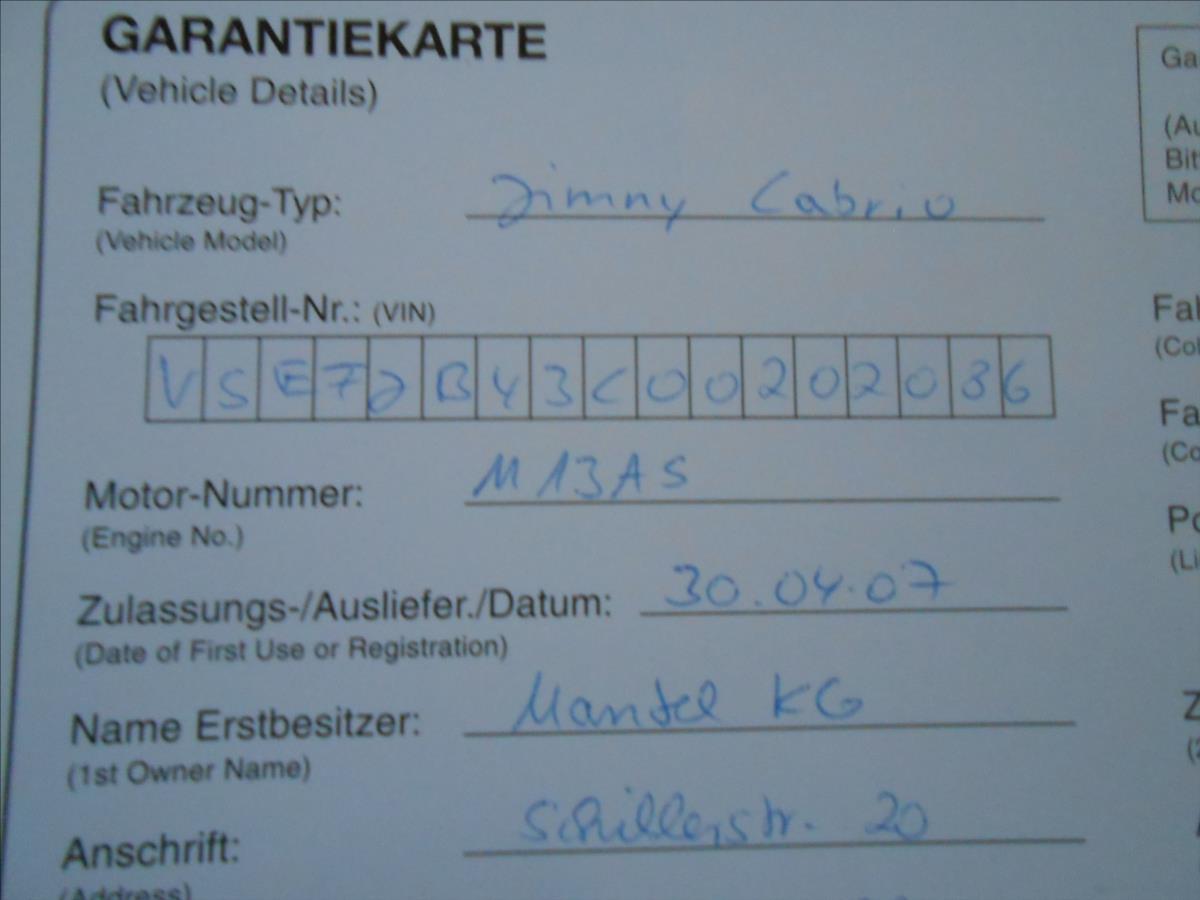 GARANTIEKARTE
(Vehicle Details)
Fahrzeug-Typ: Jimny Cabrio
(Vehicle Model)
Fahrgestell-Nr.: (VIN)
VSEFJB43C00202036
Motor-Nummer: M13AS
(Engine No.)
Zulassungs-/Ausliefer./Datum: 30.04.07
(Date of First Use or Registration)
Name Erstbesitzer: Mantel KG
(1st Owner Name)
Anschrift: Schillerstr. 20
(Address)